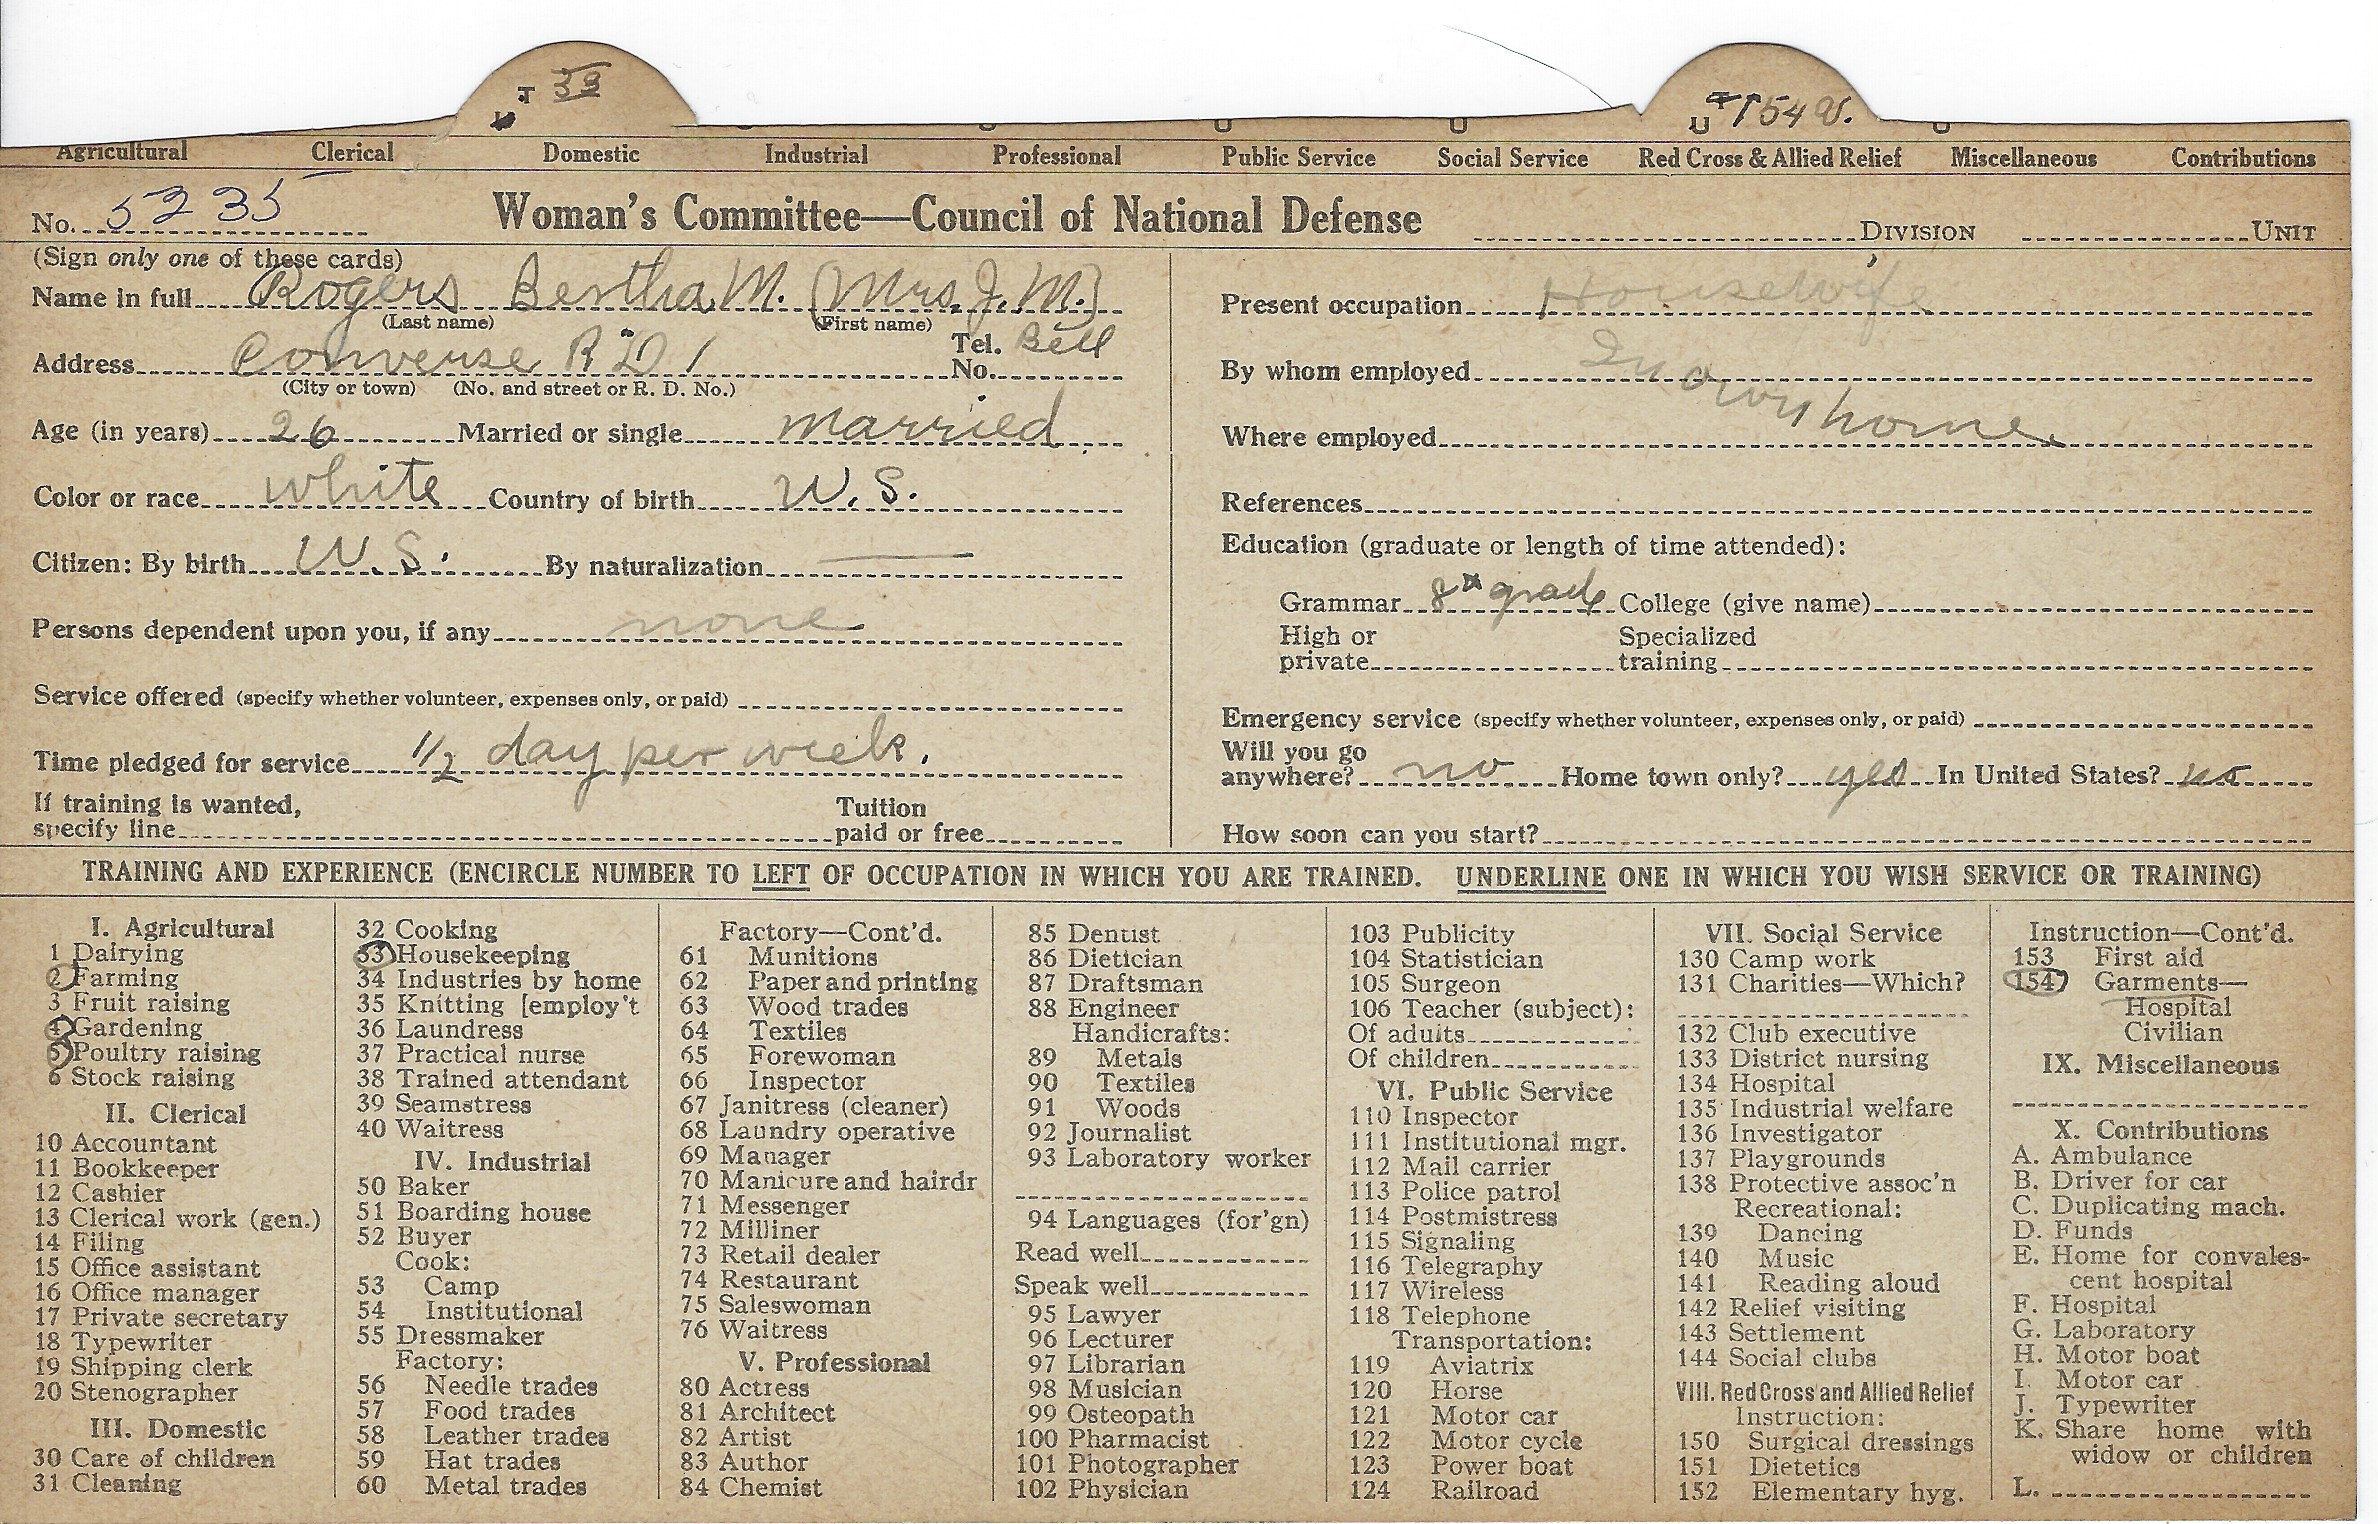 T 33
U
T 154 V.
U
Agricultural Clerical Domestic Industrial Professional Public Service Social Service Red Cross & Allied Relief Miscellaneous Contributions
No. 5235 Woman's Committee—Council of National Defense DIVISION UNIT
(Sign only one of these cards)
Name in full Rogers Bertha M. (Mrs. J. M.)
(Last name) (First name)
Address Converse R D 1 Tel. No. Bell
(City or town) (No. and street or R. D. No.)
Age (in years) 26 Married or single married
Color or race white Country of birth U. S.
Citizen: By birth U. S. By naturalization
Persons dependent upon you, if any none
Service offered (specify whether volunteer, expenses only, or paid)
Time pledged for service 1/2 day per week.
If training is wanted,
specify line
Tuition
paid or free
Present occupation Housewife
By whom employed In own home
Where employed
References
Education (graduate or length of time attended):
Grammar 8th grade College (give name)
High or
private
Specialized
training
Emergency service (specify whether volunteer, expenses only, or paid)
Will you go
anywhere? no Home town only? yes In United States? no
How soon can you start?
TRAINING AND EXPERIENCE (ENCIRCLE NUMBER TO LEFT OF OCCUPATION IN WHICH YOU ARE TRAINED. UNDERLINE ONE IN WHICH YOU WISH SERVICE OR TRAINING)
I. Agricultural
1 Dairying
2 Farming
3 Fruit raising
4 Gardening
5 Poultry raising
6 Stock raising
II. Clerical
10 Accountant
11 Bookkeeper
12 Cashier
13 Clerical work (gen.)
14 Filing
15 Office assistant
16 Office manager
17 Private secretary
18 Typewriter
19 Shipping clerk
20 Stenographer
III. Domestic
30 Care of children
31 Cleaning
32 Cooking
33 Housekeeping
34 Industries by home
35 Knitting [employ't
36 Laundress
37 Practical nurse
38 Trained attendant
39 Seamstress
40 Waitress
IV. Industrial
50 Baker
51 Boarding house
52 Buyer
Cook:
53 Camp
54 Institutional
55 Dressmaker
Factory:
56 Needle trades
57 Food trades
58 Leather trades
59 Hat trades
60 Metal trades
Factory—Cont'd.
61 Munitions
62 Paper and printing
63 Wood trades
64 Textiles
65 Forewoman
66 Inspector
67 Janitress (cleaner)
68 Laundry operative
69 Manager
70 Manicure and hairdr
71 Messenger
72 Milliner
73 Retail dealer
74 Restaurant
75 Saleswoman
76 Waitress
V. Professional
80 Actress
81 Architect
82 Artist
83 Author
84 Chemist
85 Dentist
86 Dietician
87 Draftsman
88 Engineer
Handicrafts:
89 Metals
90 Textiles
91 Woods
92 Journalist
93 Laboratory worker
94 Languages (for'gn)
Read well
Speak well
95 Lawyer
96 Lecturer
97 Librarian
98 Musician
99 Osteopath
100 Pharmacist
101 Photographer
102 Physician
103 Publicity
104 Statistician
105 Surgeon
106 Teacher (subject):
Of adults
Of children
VI. Public Service
110 Inspector
111 Institutional mgr.
112 Mail carrier
113 Police patrol
114 Postmistress
115 Signaling
116 Telegraphy
117 Wireless
118 Telephone
Transportation:
119 Aviatrix
120 Horse
121 Motor car
122 Motor cycle
123 Power boat
124 Railroad
VII. Social Service
130 Camp work
131 Charities—Which?
132 Club executive
133 District nursing
134 Hospital
135 Industrial welfare
136 Investigator
137 Playgrounds
138 Protective assoc'n
Recreational:
139 Dancing
140 Music
141 Reading aloud
142 Relief visiting
143 Settlement
144 Social clubs
VIII. Red Cross and Allied Relief
Instruction:
150 Surgical dressings
151 Dietetics
152 Elementary hyg.
Instruction—Cont'd.
153 First aid
154 Garments—
Hospital
Civilian
IX. Miscellaneous
X. Contributions
A. Ambulance
B. Driver for car
C. Duplicating mach.
D. Funds
E. Home for convales-
cent hospital
F. Hospital
G. Laboratory
H. Motor boat
I. Motor car
J. Typewriter
K. Share home with
widow or children
L.